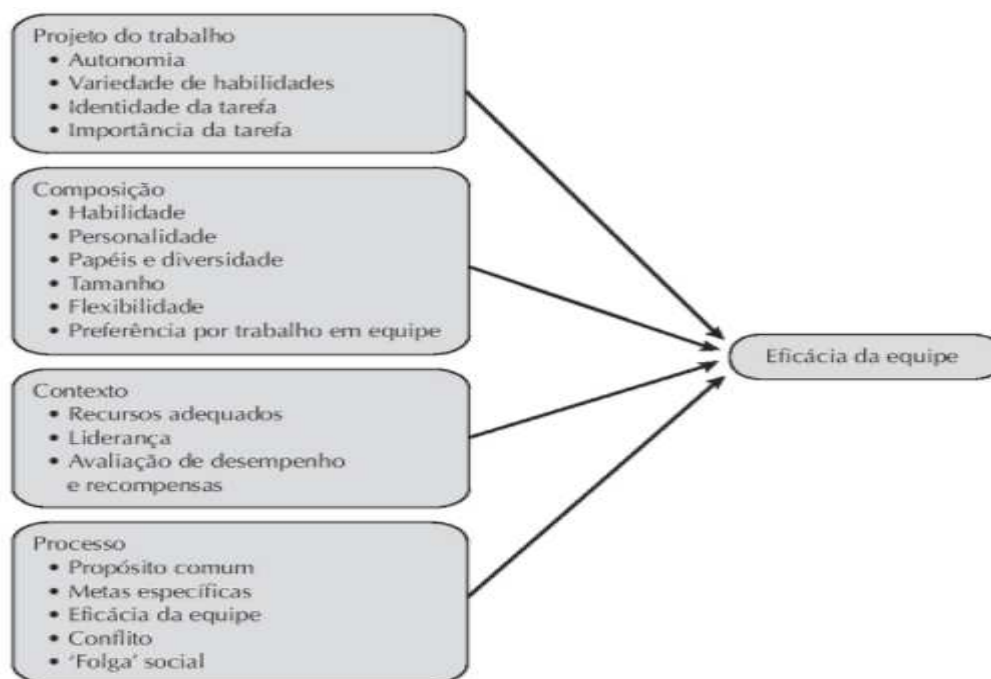 Projeto do trabalho
• Autonomia
• Variedade de habilidades
• Identidade da tarefa
• Importância da tarefa
Composição
• Habilidade
• Personalidade
• Papéis e diversidade
• Tamanho
• Flexibilidade
• Preferência por trabalho em equipe
Contexto
• Recursos adequados
• Liderança
• Avaliação de desempenho
e recompensas
Processo
• Propósito comum
• Metas específicas
• Eficácia da equipe
• Conflito
• ‘Folga’ social
Eficácia da equipe